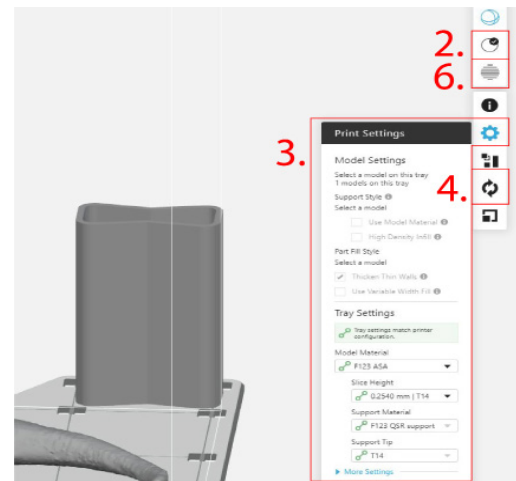 2.
6.
3.
Print Settings
Model Settings
Select a model on this tray
1 models on this tray
4.
Support Style
Select a model
Use Model Material
High Density Infill
Part Fill Style
Select a model
Thicken Thin Walls
Use Variable Width Fill
Tray Settings
Tray settings match printer
configuration.
Model Material
F123 ASA
Slice Height
0.2540 mm | T14
Support Material
F123 QSR support
Support Tip
T14
More Settings